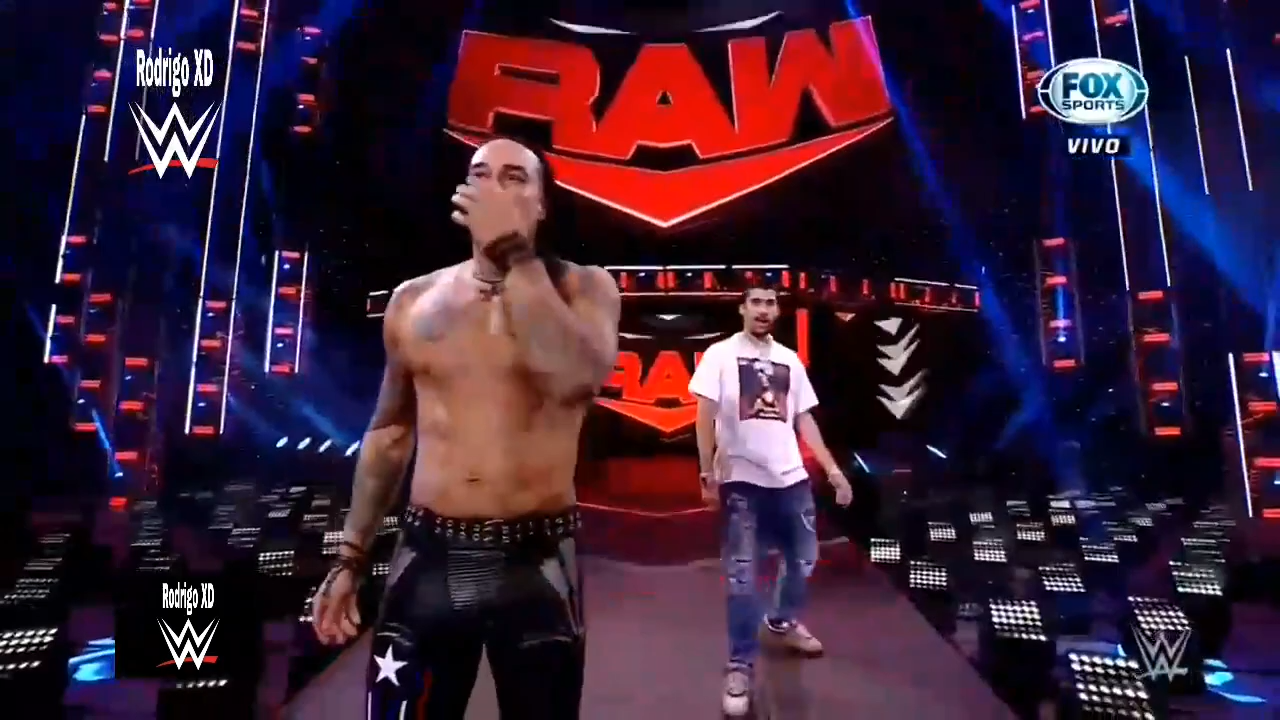 RAW
Rodrigo XD
W
FOX
SPORTS
VIVO
RAW
Rodrigo XD
W
W